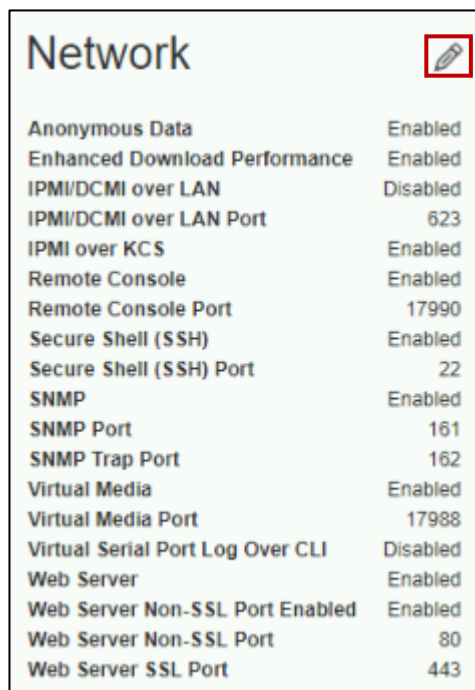 Network
Anonymous Data Enabled
Enhanced Download Performance Enabled
IPMI/DCMI over LAN Disabled
IPMI/DCMI over LAN Port 623
IPMI over KCS Enabled
Remote Console Enabled
Remote Console Port 17990
Secure Shell (SSH) Enabled
Secure Shell (SSH) Port 22
SNMP Enabled
SNMP Port 161
SNMP Trap Port 162
Virtual Media Enabled
Virtual Media Port 17988
Virtual Serial Port Log Over CLI Disabled
Web Server Enabled
Web Server Non-SSL Port Enabled Enabled
Web Server Non-SSL Port 80
Web Server SSL Port 443